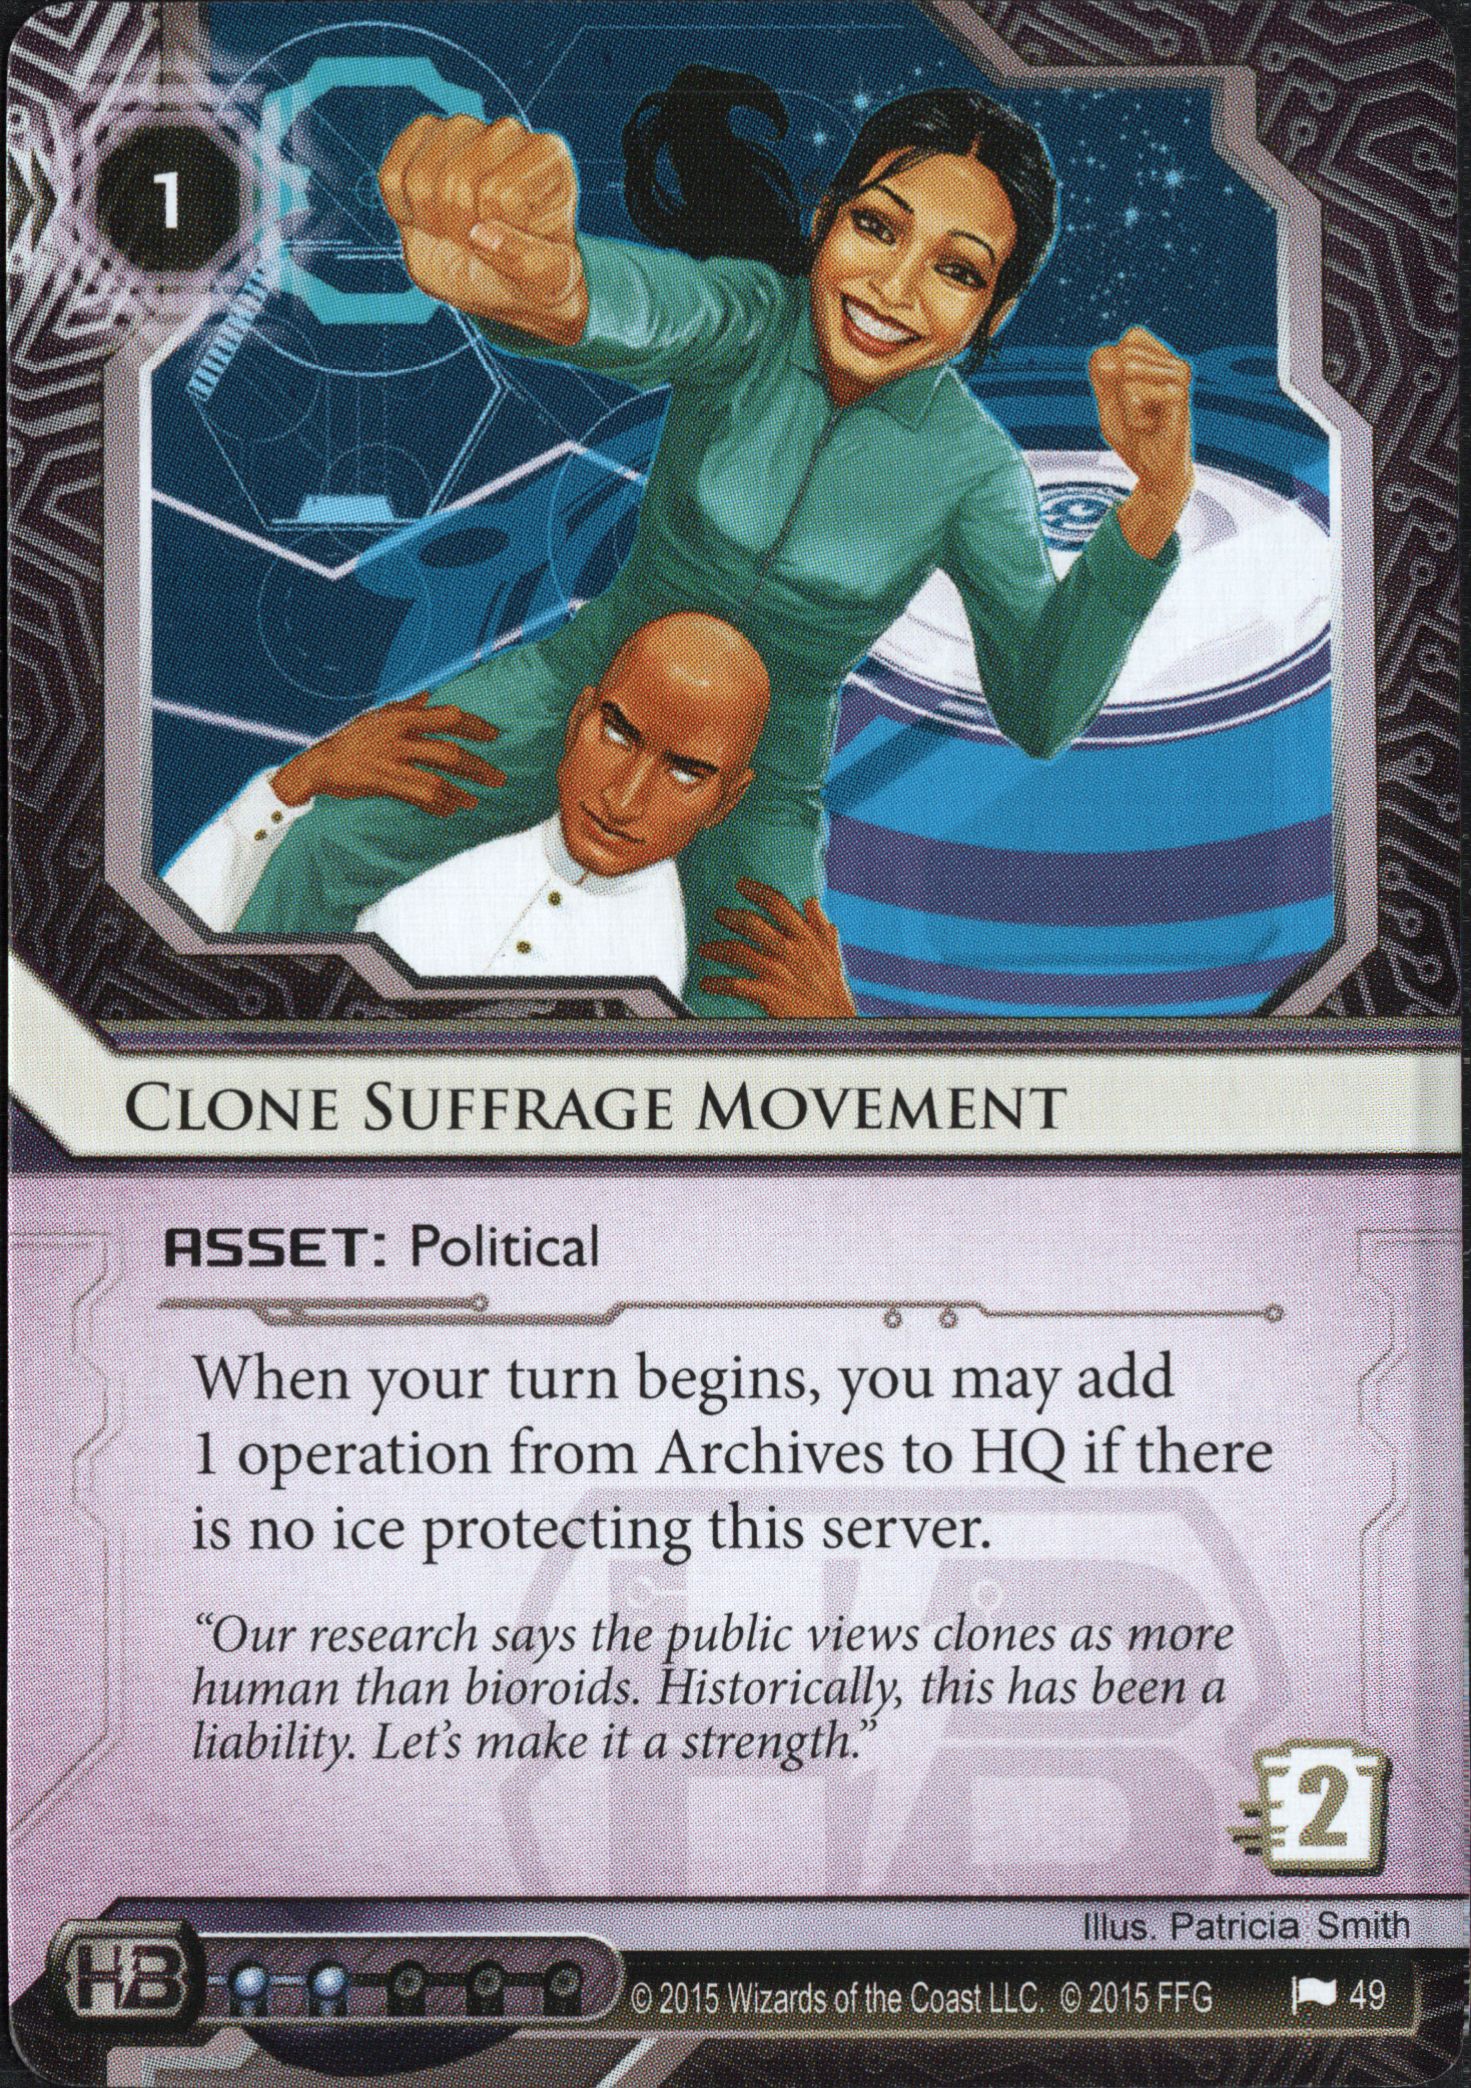 1
CLONE SUFFRAGE MOVEMENT
ASSET: Political
When your turn begins, you may add
1 operation from Archives to HQ if there
is no ice protecting this server.
“Our research says the public views clones as more
human than bioroids. Historically, this has been a
liability. Let’s make it a strength.”
2
Illus. Patricia Smith
HB
© 2015 Wizards of the Coast LLC. © 2015 FFG
49